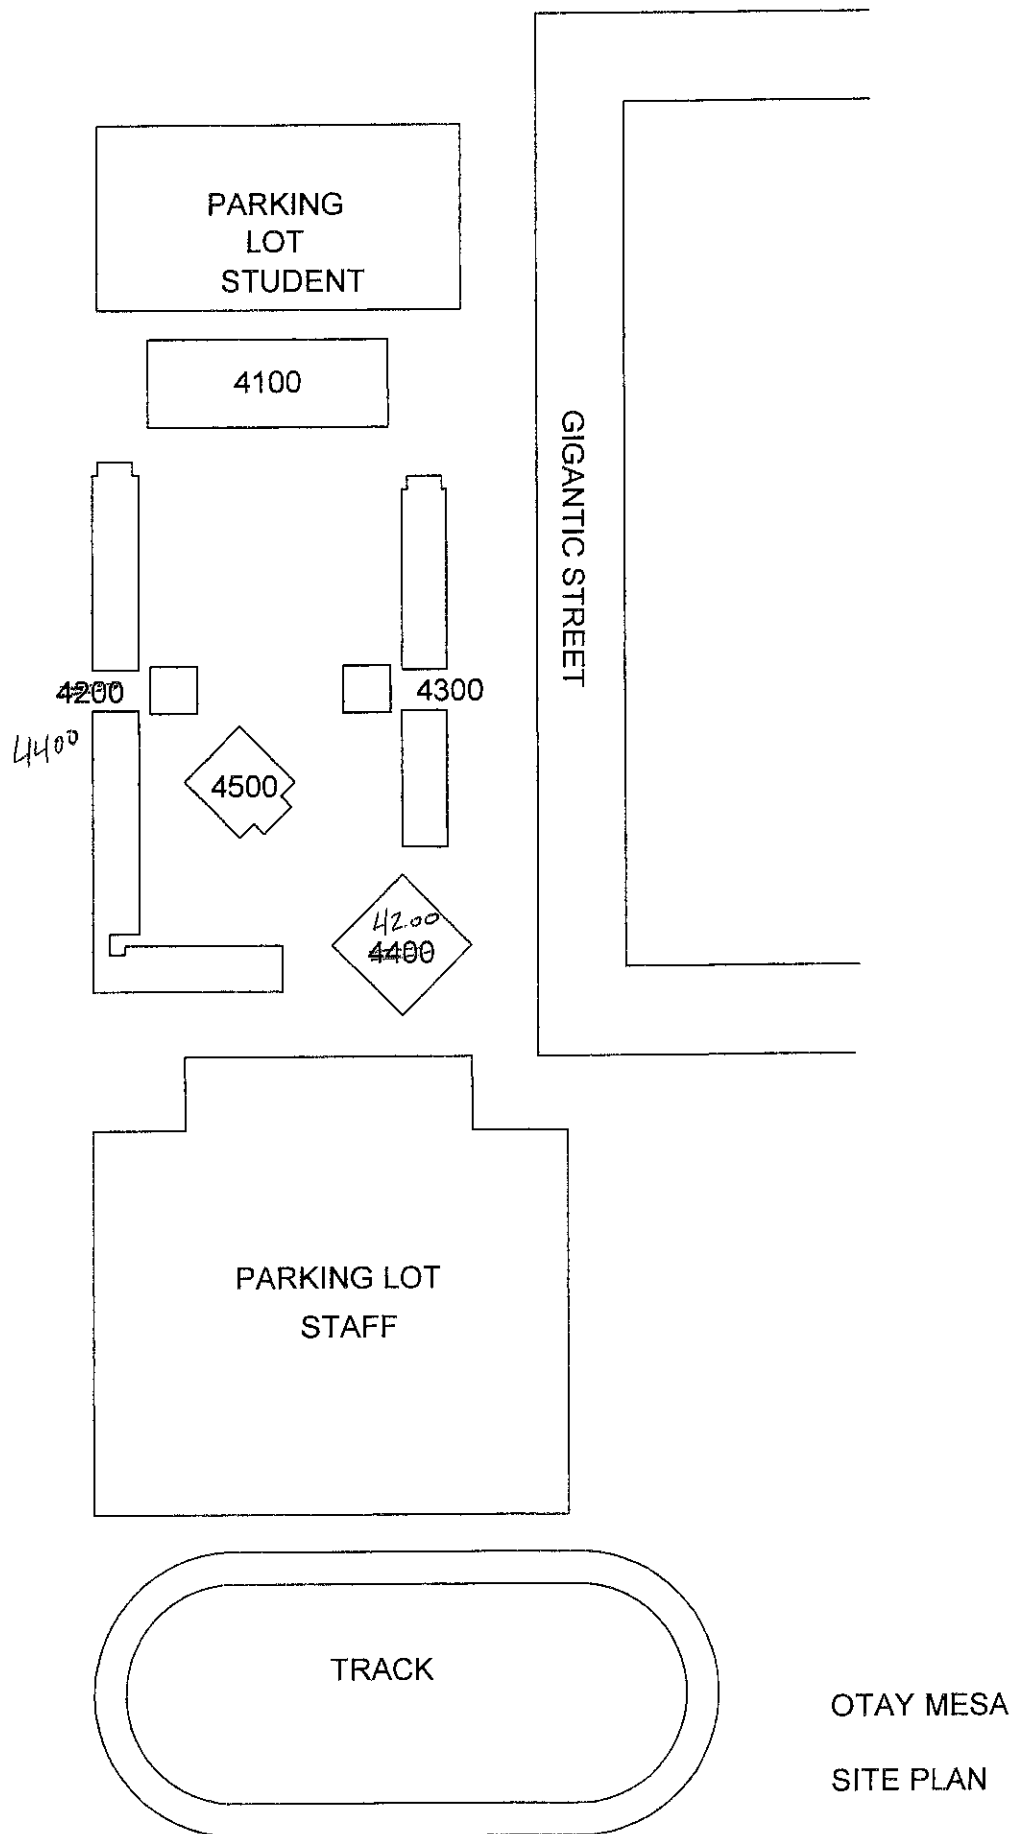 PARKING
LOT
STUDENT
4100
GIGANTIC STREET
4200
4300
4400
4500
4200
4400
PARKING LOT
STAFF
TRACK
OTAY MESA
SITE PLAN